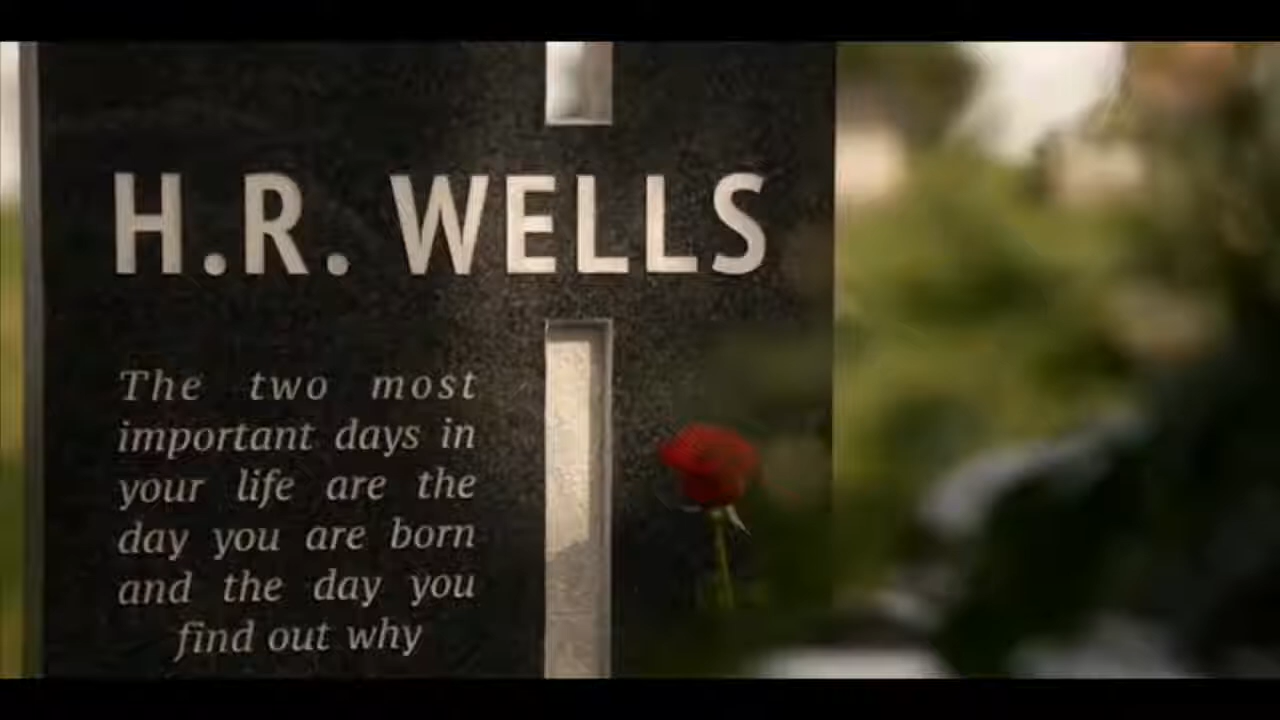 H.R. WELLS
The two most
important days in
your life are the
day you are born
and the day you
find out why